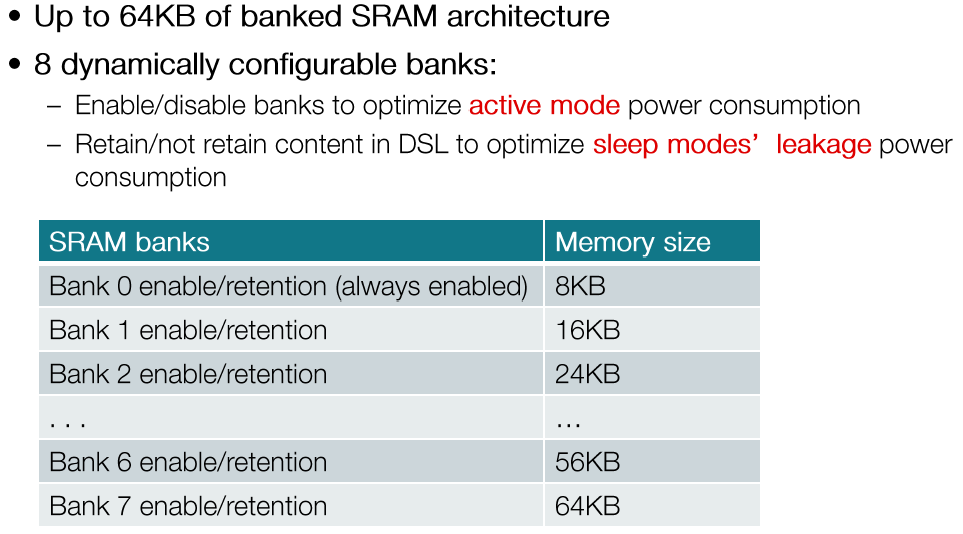 • Up to 64KB of banked SRAM architecture
• 8 dynamically configurable banks:
– Enable/disable banks to optimize active mode power consumption
– Retain/not retain content in DSL to optimize sleep modes’ leakage power
consumption
SRAM banks Memory size
Bank 0 enable/retention (always enabled) 8KB
Bank 1 enable/retention 16KB
Bank 2 enable/retention 24KB
. . . …
Bank 6 enable/retention 56KB
Bank 7 enable/retention 64KB